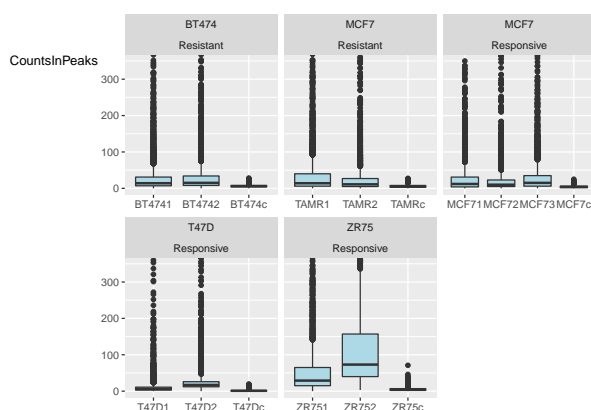 BT474 MCF7 MCF7
Resistant Resistant Responsive
CountsInPeaks
300
200
100
0
BT4741 BT4742 BT474c TAMR1 TAMR2 TAMRc MCF71 MCF72 MCF73 MCF7c
T47D ZR75
Responsive Responsive
300
200
100
0
T47D1 T47D2 T47Dc ZR751 ZR752 ZR75c